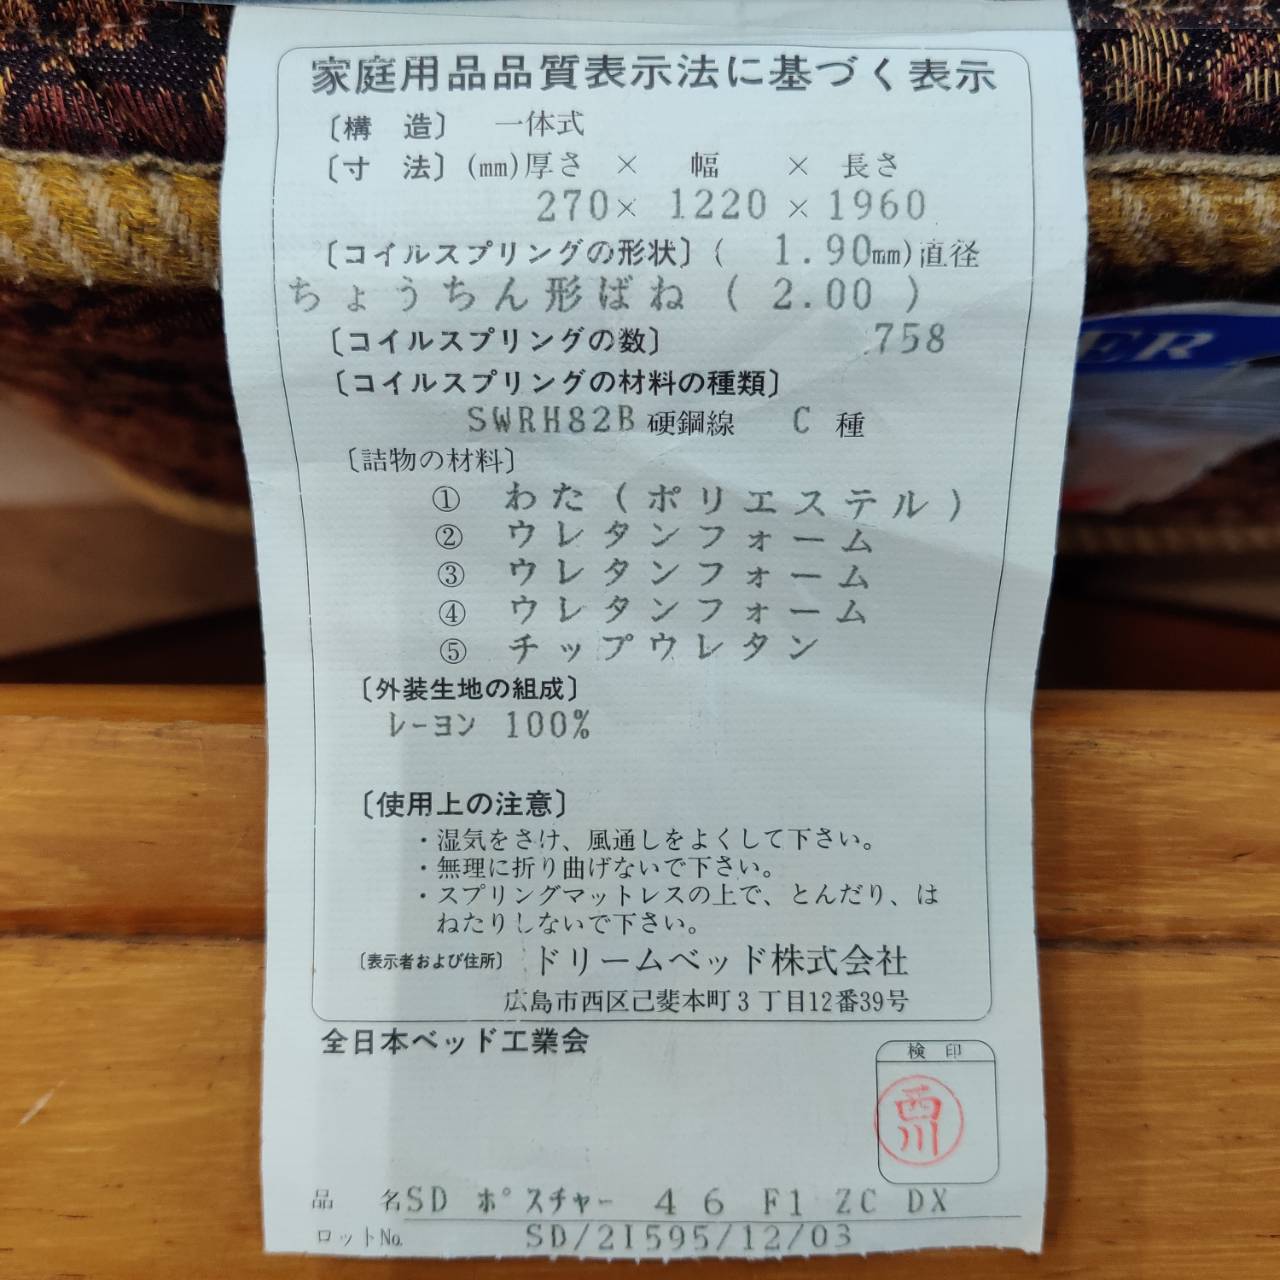 家庭用品品質表示法に基づく表示
〔構 造〕 一体式
〔寸 法〕(mm)厚さ × 幅 × 長さ
270× 1220 ×1960
〔コイルスプリングの形状〕( 1.90mm)直径
ちょうちん形ばね ( 2.00 )
〔コイルスプリングの数〕 758
〔コイルスプリングの材料の種類〕
SWRH82B 硬鋼線 C 種
〔詰物の材料〕
① わた(ポリエステル)
② ウレタンフォーム
③ ウレタンフォーム
④ ウレタンフォーム
⑤ チップウレタン
〔外装生地の組成〕
レーヨン 100%
〔使用上の注意〕
・湿気をさけ、風通しをよくして下さい。
・無理に折り曲げないで下さい。
・スプリングマットレスの上で、とんだり、は
ねたりしないで下さい。
〔表示者および住所〕 ドリームベッド株式会社
広島市西区己斐本町3丁目12番39号
全日本ベッド工業会
検 印
西川
品 名 SD ポスチャー 46 F1 ZC DX
ロットNo. SD/2I595/12/03
ER